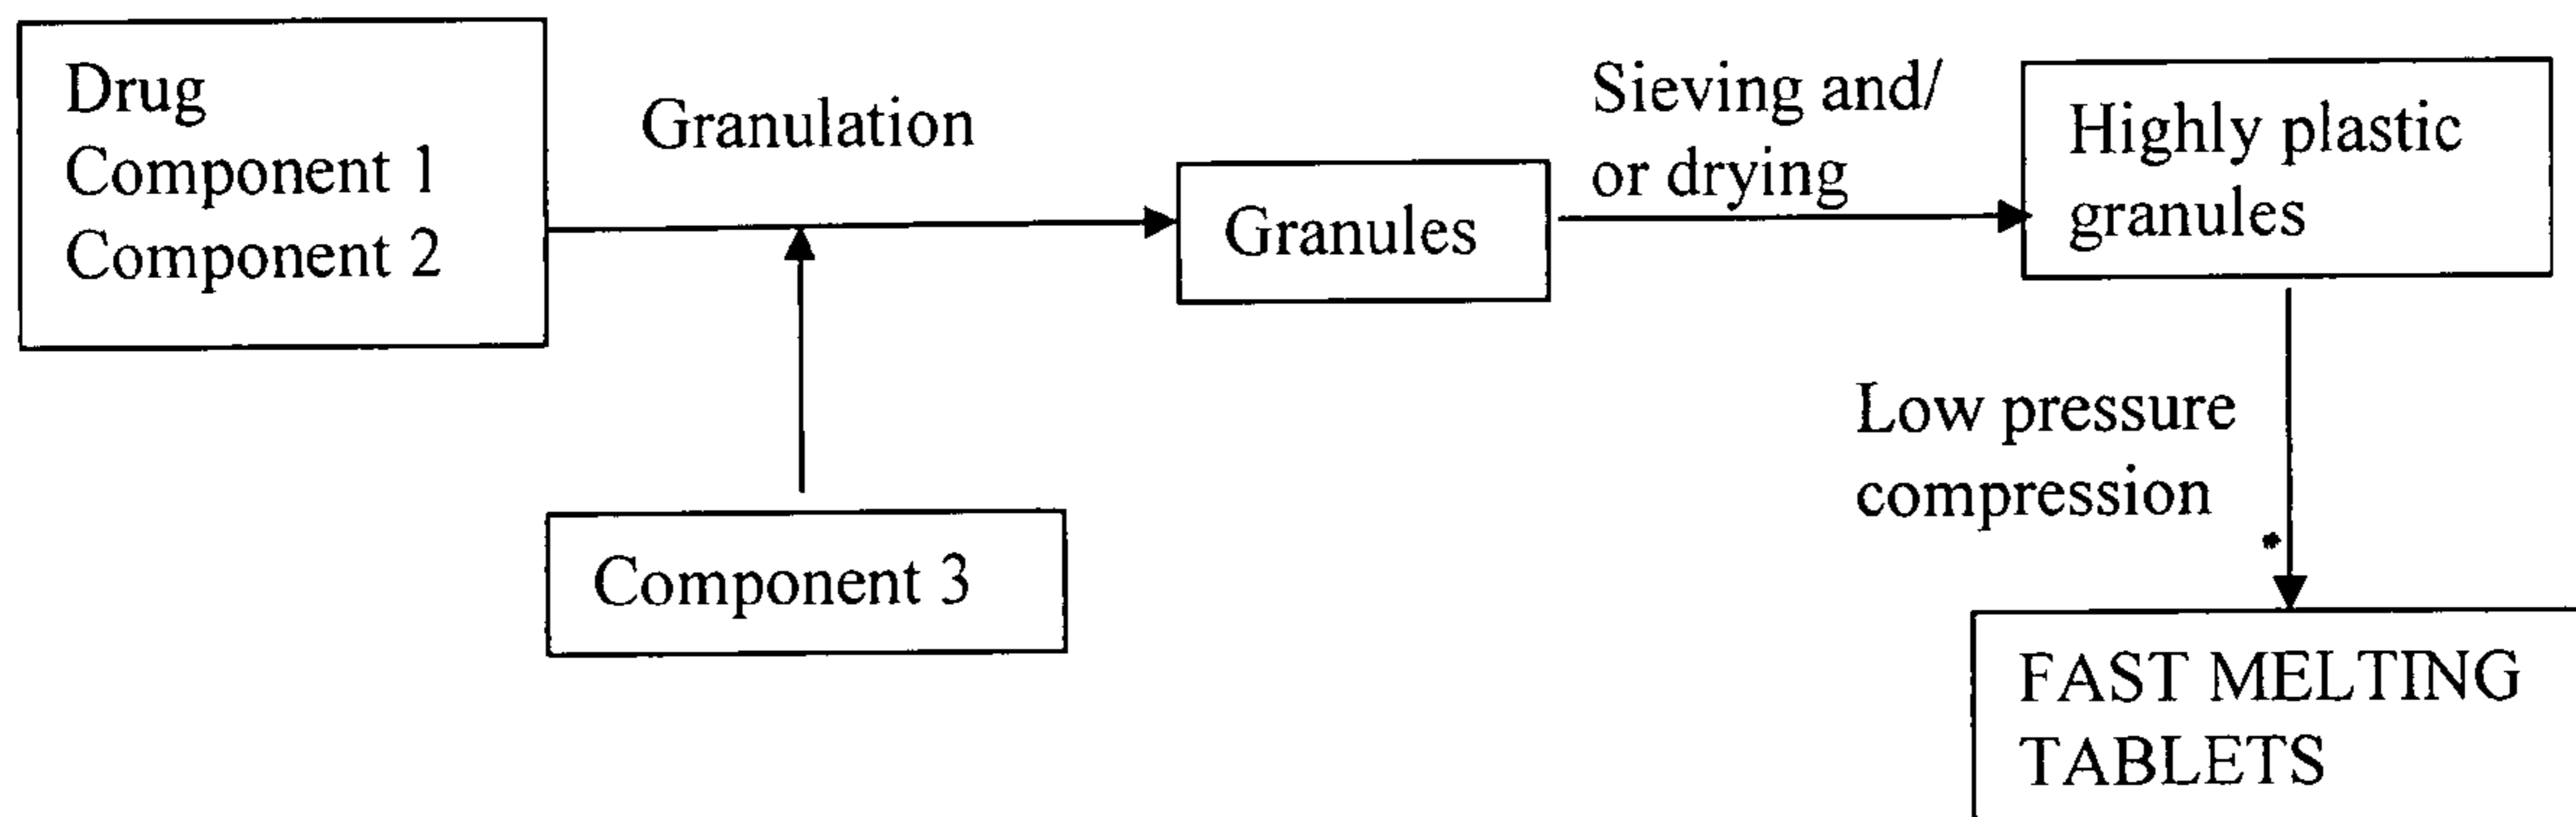 Drug
Component 1
Component 2
Granulation
Component 3
Granules
Sieving and/
or drying
Highly plastic
granules
Low pressure
compression
FAST MELTING
TABLETS